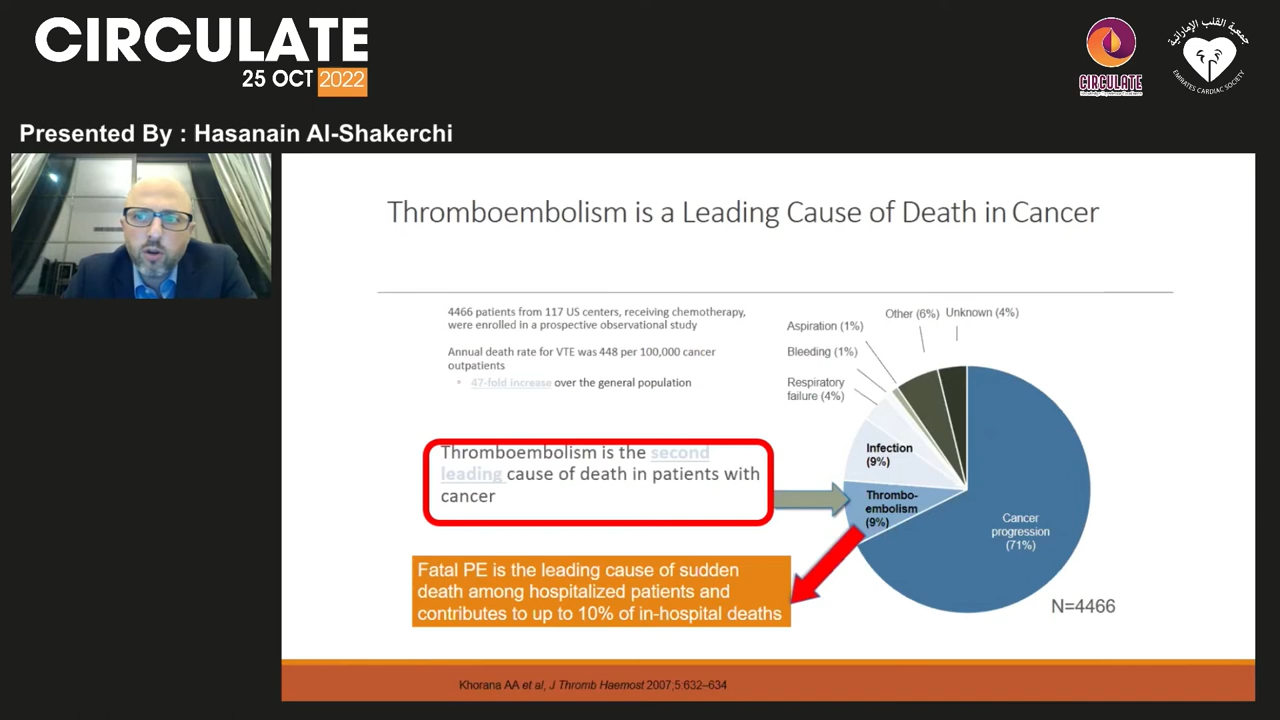 CIRCULATE
25 OCT 2022
CIRCULATE
جمعية القلب الإماراتية
EMIRATES CARDIAC SOCIETY
Presented By : Hasanain Al-Shakerchi
Thromboembolism is a Leading Cause of Death in Cancer
4466 patients from 117 US centers, receiving chemotherapy,
were enrolled in a prospective observational study
Annual death rate for VTE was 448 per 100,000 cancer
outpatients
• 47-fold increase over the general population
Thromboembolism is the second
leading cause of death in patients with
cancer
Fatal PE is the leading cause of sudden
death among hospitalized patients and
contributes to up to 10% of in-hospital deaths
Other (6%)
Unknown (4%)
Aspiration (1%)
Bleeding (1%)
Respiratory
failure (4%)
Infection
(9%)
Thrombo-
embolism
(9%)
Cancer
progression
(71%)
N=4466
Khorana AA et al, J Thromb Haemost 2007;5:632–634